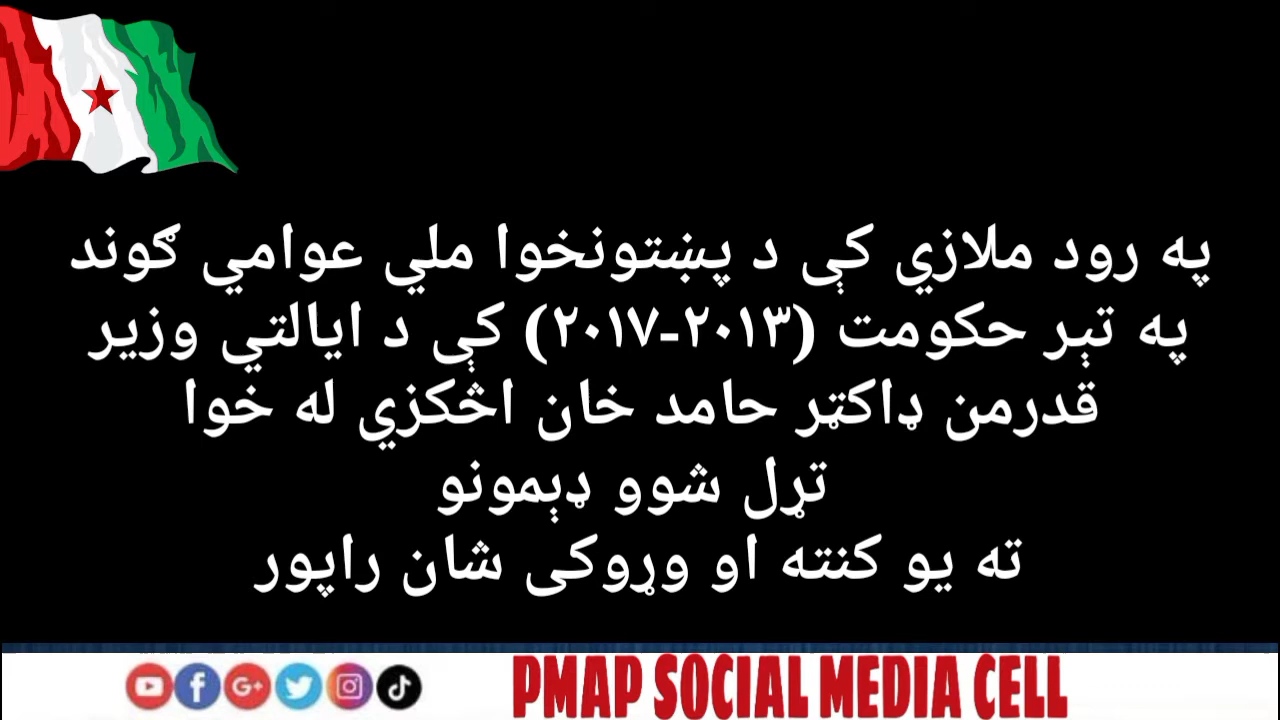 په رود ملازي کې د پښتونخوا ملي عوامي ګوند
په تېر حکومت (۲۰۱۳-۲۰۱۷) کې د ایالتي وزیر
قدرمن ډاکټر حامد خان اڅکزي له خوا
تړل شوو ډېمونو
ته یو کنته او وړوکی شان راپور
PMAP SOCIAL MEDIA CELL